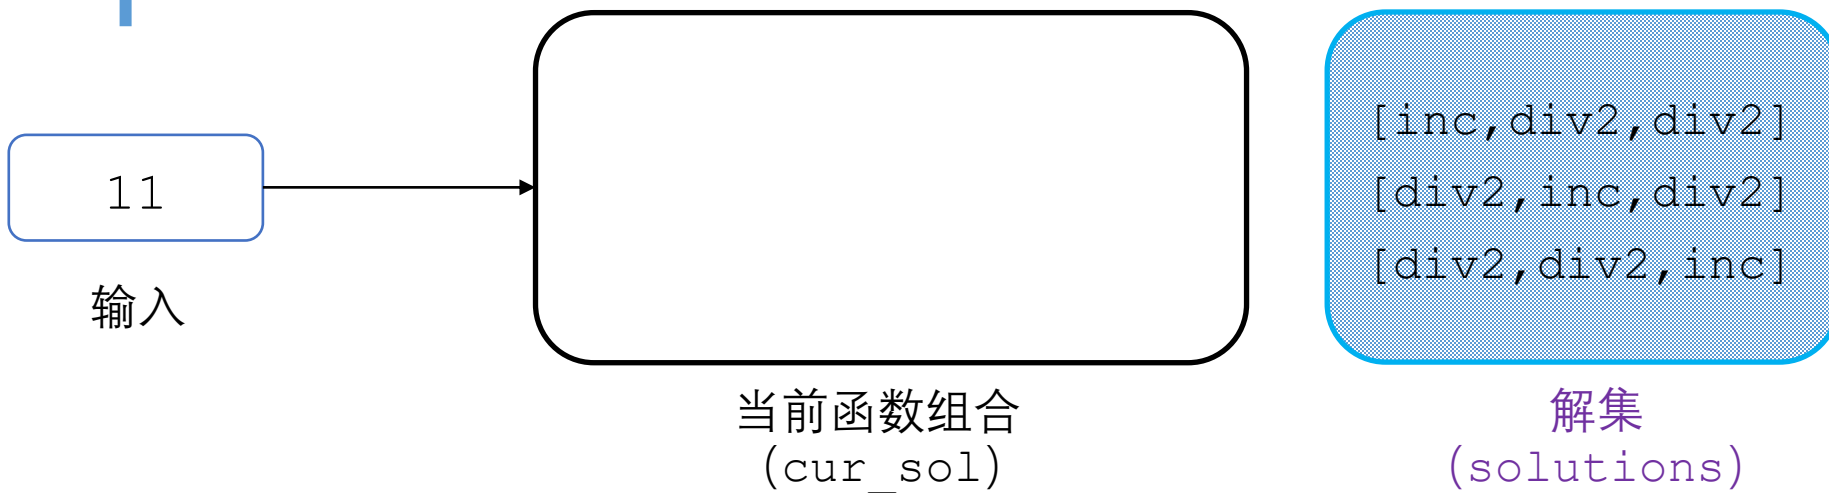 11
输入
当前函数组合
(cur_sol)
[inc,div2,div2]
[div2,inc,div2]
[div2,div2,inc]
解集
(solutions)